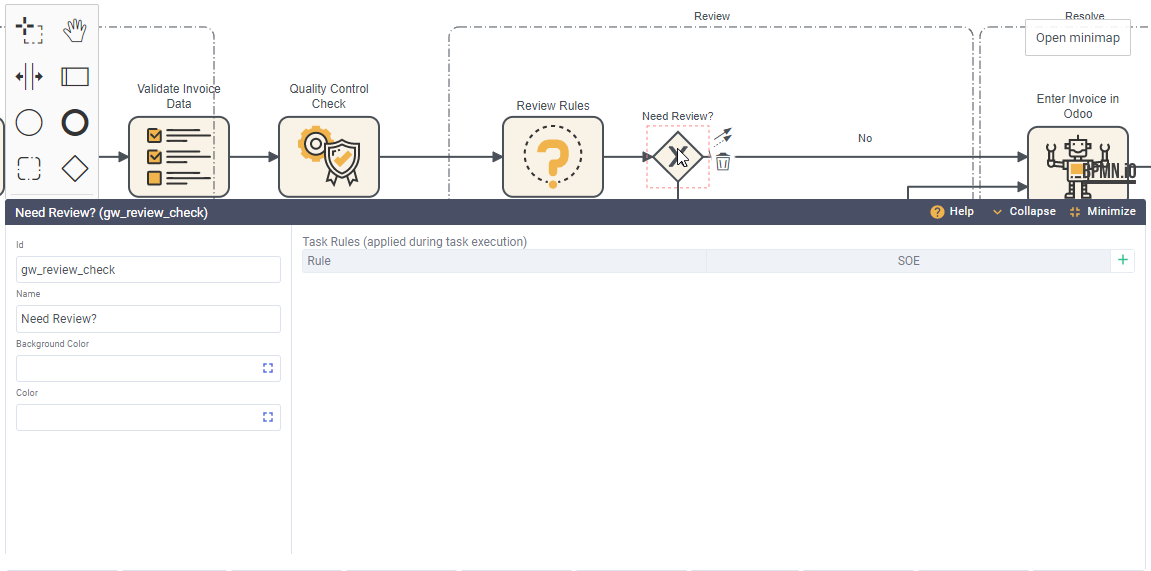 Review
Resolve
Open minimap
Validate Invoice
Data
Quality Control
Check
Review Rules
Need Review?
No
Enter Invoice in
Odoo
BPMN.iO
Need Review? (gw_review_check)
? Help
Collapse
Minimize
Id
gw_review_check
Name
Need Review?
Background Color
Color
Task Rules (applied during task execution)
Rule
SOE
+